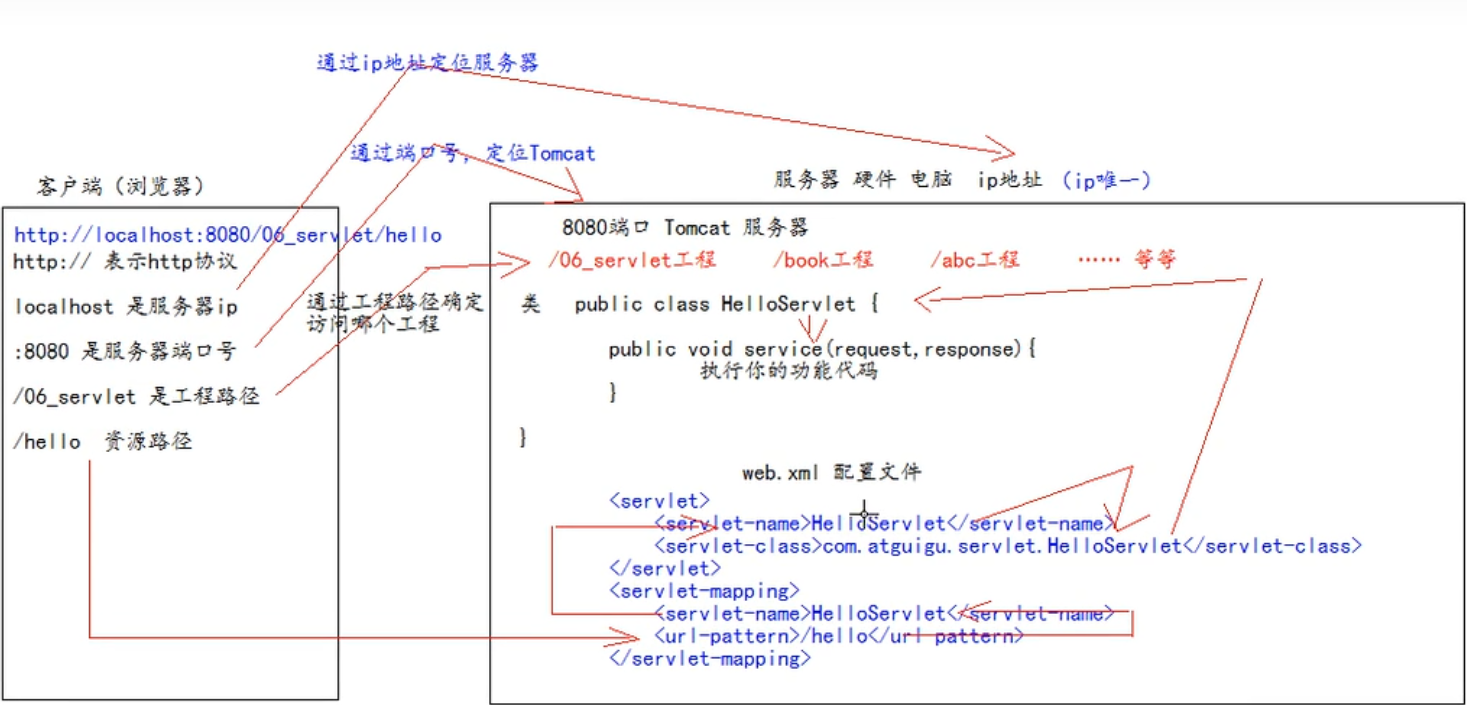 通过ip地址定位服务器
通过端口号，定位Tomcat
客户端（浏览器）
服务器 硬件 电脑 ip地址 （ip唯一）
http://localhost:8080/06_servlet/hello
http:// 表示http协议
localhost 是服务器ip
:8080 是服务器端口号
/06_servlet 是工程路径
/hello 资源路径
通过工程路径确定
访问哪个工程
8080端口 Tomcat 服务器
/06_servlet工程 /book工程 /abc工程 …… 等等
类 public class HelloServlet {
public void service(request,response){
执行你的功能代码
}
}
web.xml 配置文件
<servlet>
<servlet-name>HelloServlet</servlet-name>
<servlet-class>com.atguigu.servlet.HelloServlet</servlet-class>
</servlet>
<servlet-mapping>
<servlet-name>HelloServlet</servlet-name>
<url-pattern>/hello</url-pattern>
</servlet-mapping>